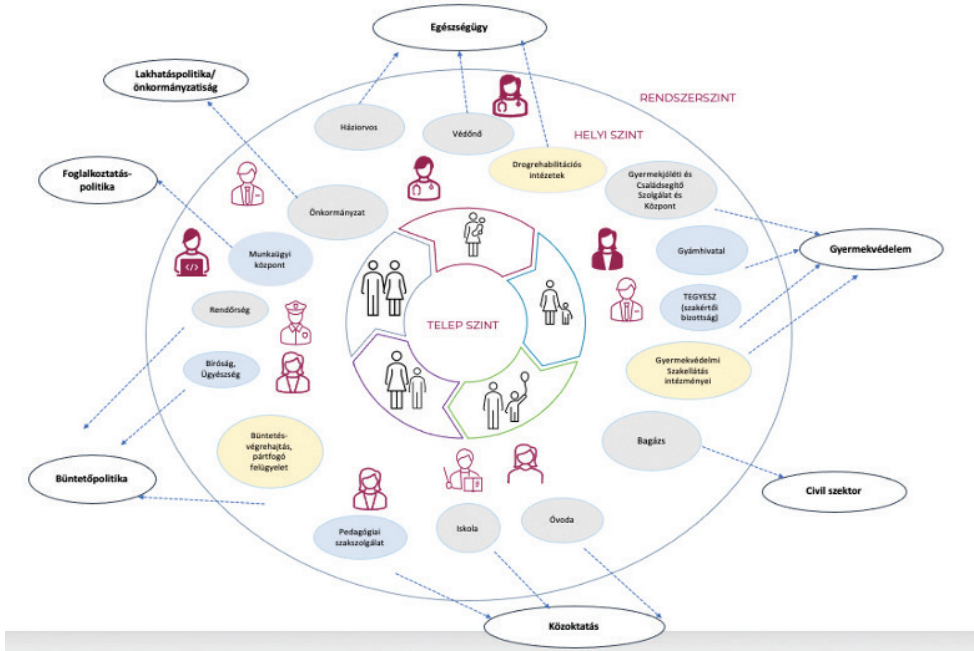 Egészségügy
Lakhatáspolitika/
önkormányzatiság
RENDSZERSZINT
Háziorvos
Védőnő
HELYI SZINT
Drogrehabilitációs
intézetek
Gyermekjóléti és
Családsegítő
Szolgálat és
Központ
Foglalkoztatás-
politika
Önkormányzat
Munkaügyi
központ
Gyámhivatal
Gyermekvédelem
Rendőrség
TELEP SZINT
TEGYESZ
(szakértői
bizottság)
Bíróság,
Ügyészség
Gyermekvédelmi
Szakellátás
intézményei
Büntetés-
végrehajtás,
pártfogó
felügyelet
Bagázs
Büntetőpolitika
Civil szektor
Pedagógiai
szakszolgálat
Iskola
Óvoda
Közoktatás